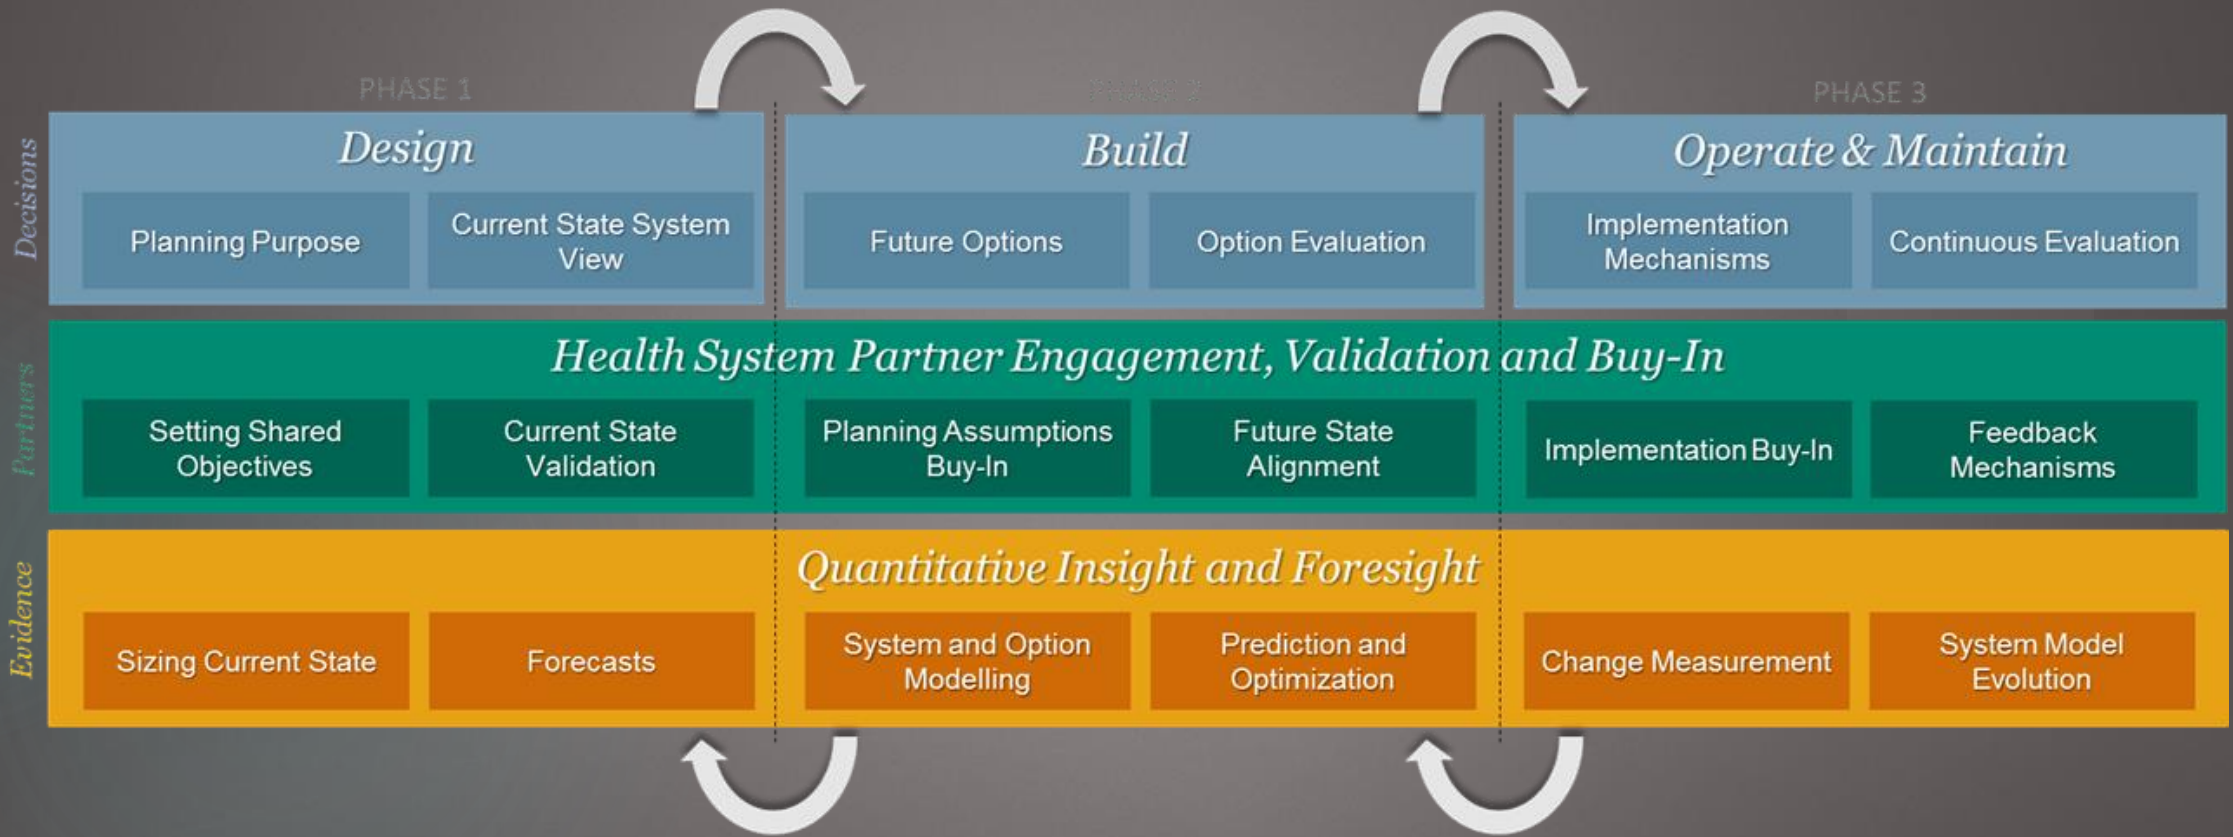 PHASE 1
PHASE 2
PHASE 3
Decisions
Design
Build
Operate & Maintain
Planning Purpose
Current State System
View
Future Options
Option Evaluation
Implementation
Mechanisms
Continuous Evaluation
Partners
Health System Partner Engagement, Validation and Buy-In
Setting Shared
Objectives
Current State
Validation
Planning Assumptions
Buy-In
Future State
Alignment
Implementation Buy-In
Feedback
Mechanisms
Evidence
Quantitative Insight and Foresight
Sizing Current State
Forecasts
System and Option
Modelling
Prediction and
Optimization
Change Measurement
System Model
Evolution